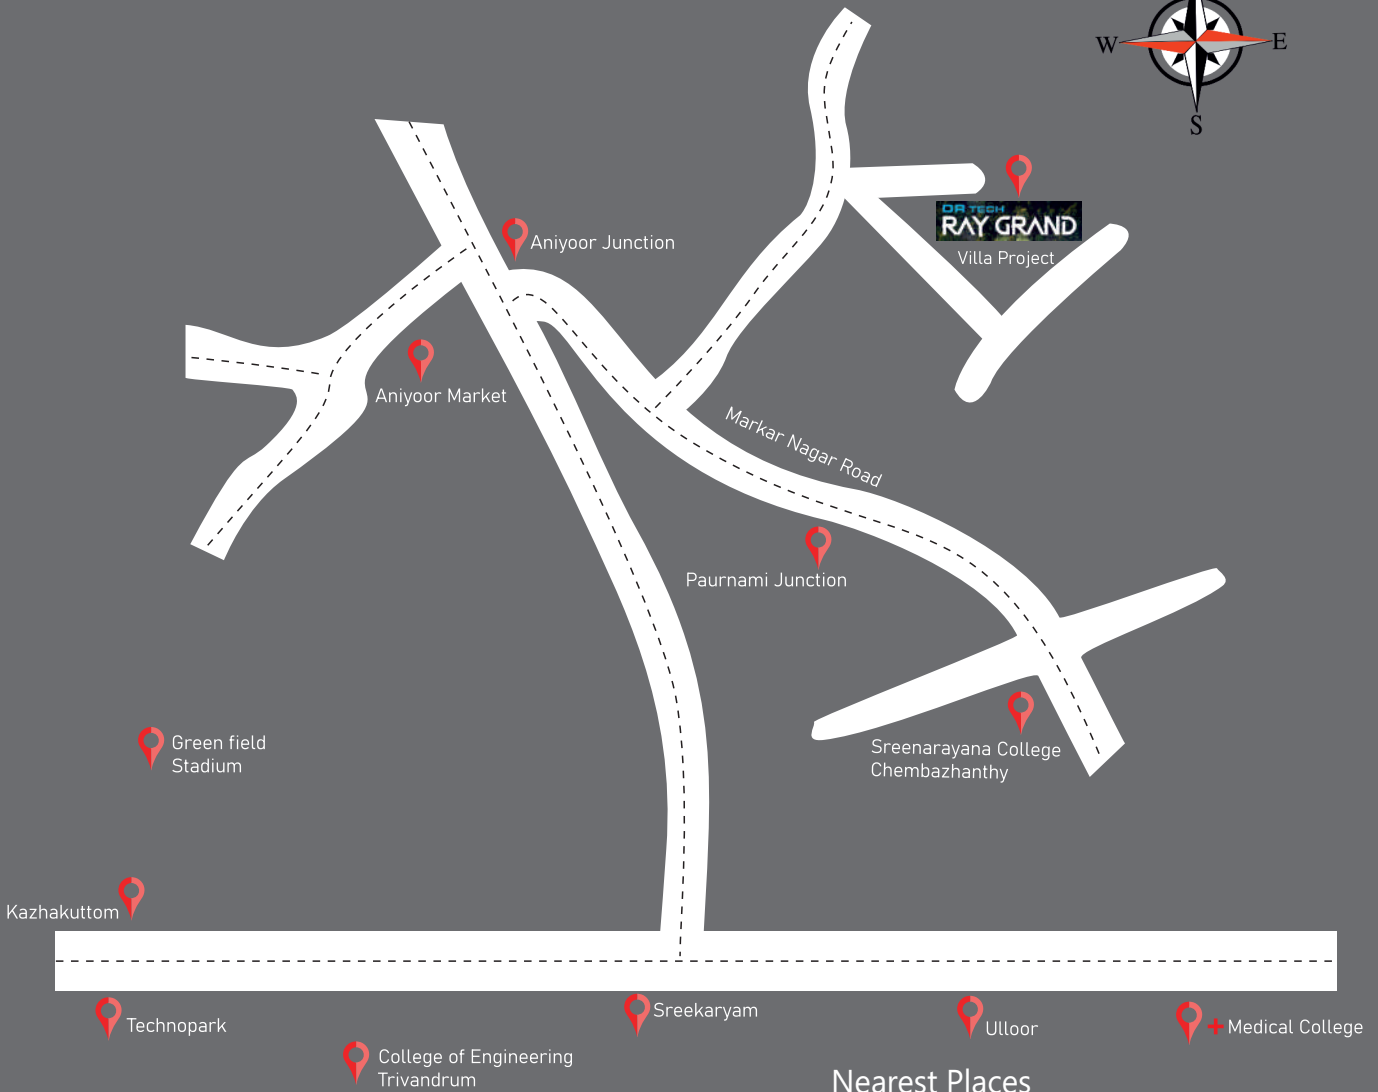 W
E
S
DR TECH
RAY GRAND
Villa Project
Aniyoor Junction
Aniyoor Market
Markar Nagar Road
Paurnami Junction
Sreenarayana College
Chembazhanthy
Green field
Stadium
Kazhakuttom
Technopark
Sreekaryam
Ulloor
Medical College
College of Engineering
Trivandrum
Nearest Places